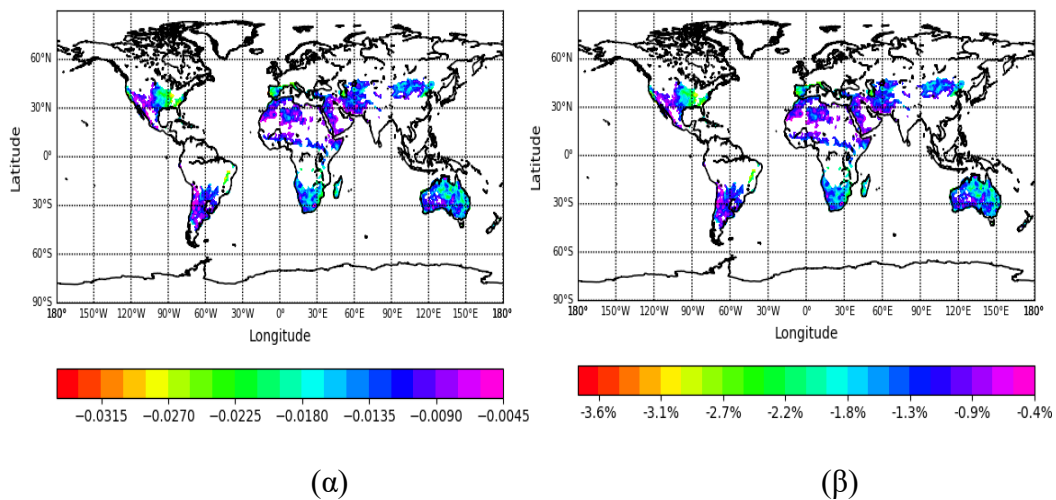 60°N
30°N
0°
30°S
60°S
90°S
Latitude
180° 150°W 120°W 90°W 60°W 30°W 0° 30°E 60°E 90°E 120°E 150°E 180°
Longitude
−0.0315 −0.0270 −0.0225 −0.0180 −0.0135 −0.0090 −0.0045
(α)
60°N
30°N
0°
30°S
60°S
90°S
Latitude
180° 150°W 120°W 90°W 60°W 30°W 0° 30°E 60°E 90°E 120°E 150°E 180°
Longitude
-3.6% -3.1% -2.7% -2.2% -1.8% -1.3% -0.9% -0.4%
(β)